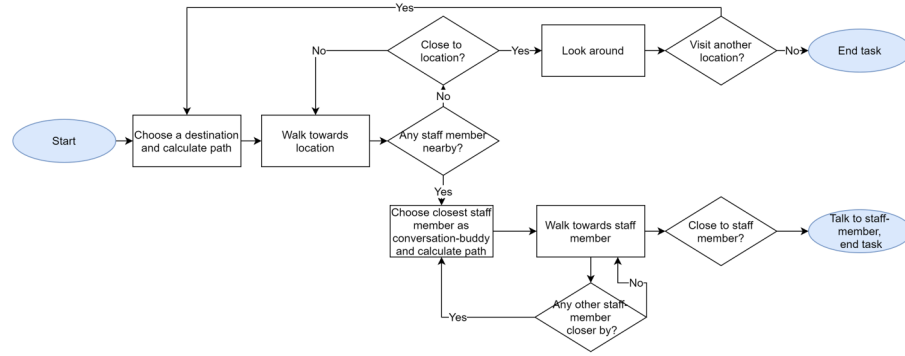 Yes
Close to
location?
Yes
Look around
Visit another
location?
No
End task
No
No
Start
Choose a destination
and calculate path
Walk towards
location
Any staff member
nearby?
Yes
Choose closest staff
member as
conversation-buddy
and calculate path
Walk towards staff
member
Close to staff
member?
Talk to staff-
member,
end task
No
Any other staff-
member
closer by?
Yes